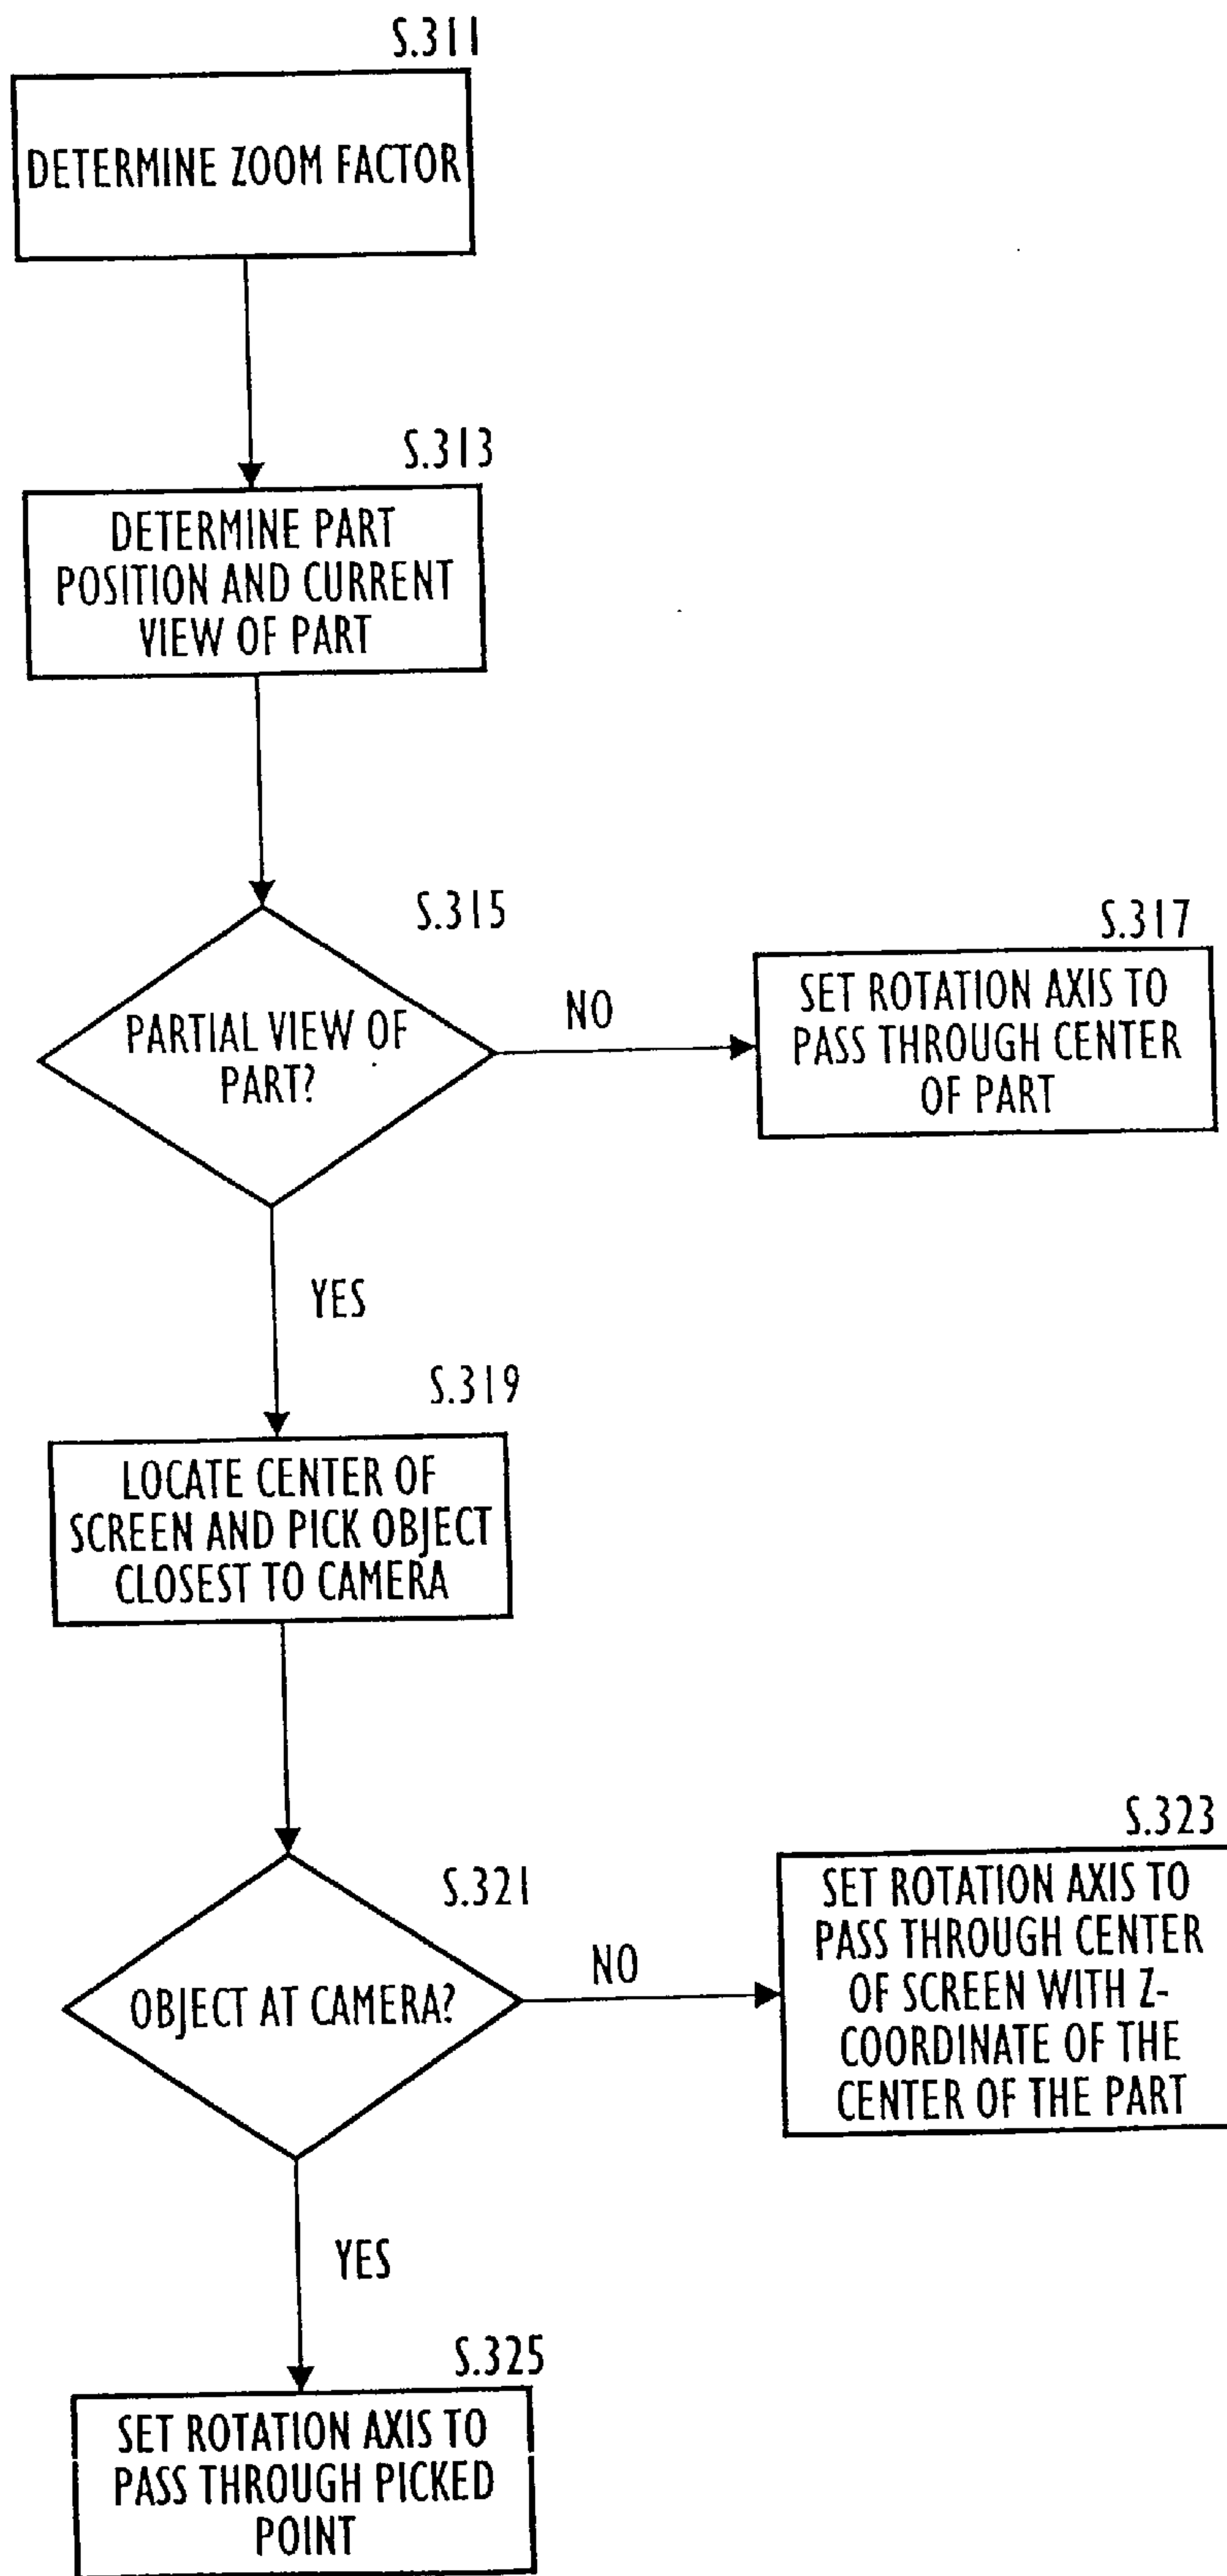 S.311
DETERMINE ZOOM FACTOR
S.313
DETERMINE PART
POSITION AND CURRENT
VIEW OF PART
S.315
PARTIAL VIEW OF
PART?
NO
S.317
SET ROTATION AXIS TO
PASS THROUGH CENTER
OF PART
YES
S.319
LOCATE CENTER OF
SCREEN AND PICK OBJECT
CLOSEST TO CAMERA
S.321
OBJECT AT CAMERA?
NO
S.323
SET ROTATION AXIS TO
PASS THROUGH CENTER
OF SCREEN WITH Z-
COORDINATE OF THE
CENTER OF THE PART
YES
S.325
SET ROTATION AXIS TO
PASS THROUGH PICKED
POINT